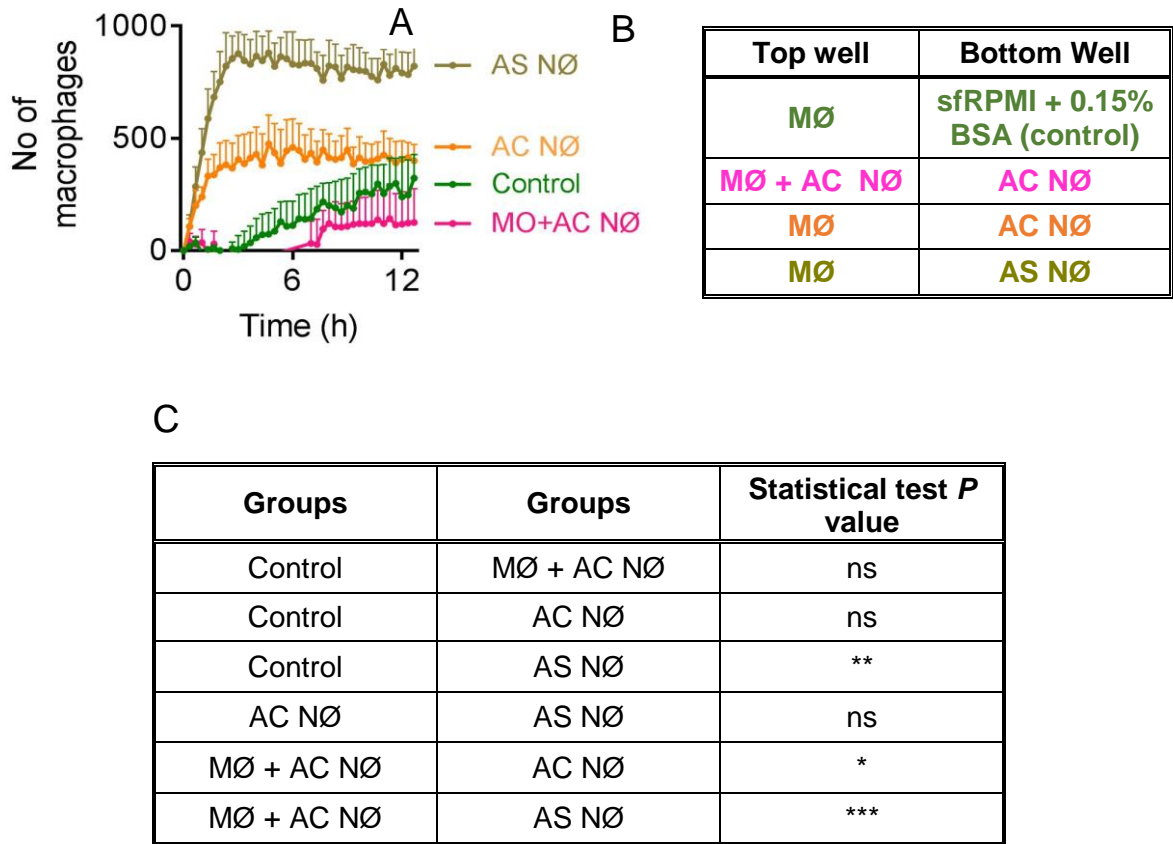 A
1000
500
0
No of
macrophages
0 6 12
Time (h)
AS NØ
AC NØ
Control
MO+AC NØ
B
Top well Bottom Well
MØ sfRPMI + 0.15%
BSA (control)
MØ + AC NØ AC NØ
MØ AC NØ
MØ AS NØ
C
Groups Groups Statistical test P
value
Control MØ + AC NØ ns
Control AC NØ ns
Control AS NØ **
AC NØ AS NØ ns
MØ + AC NØ AC NØ *
MØ + AC NØ AS NØ ***